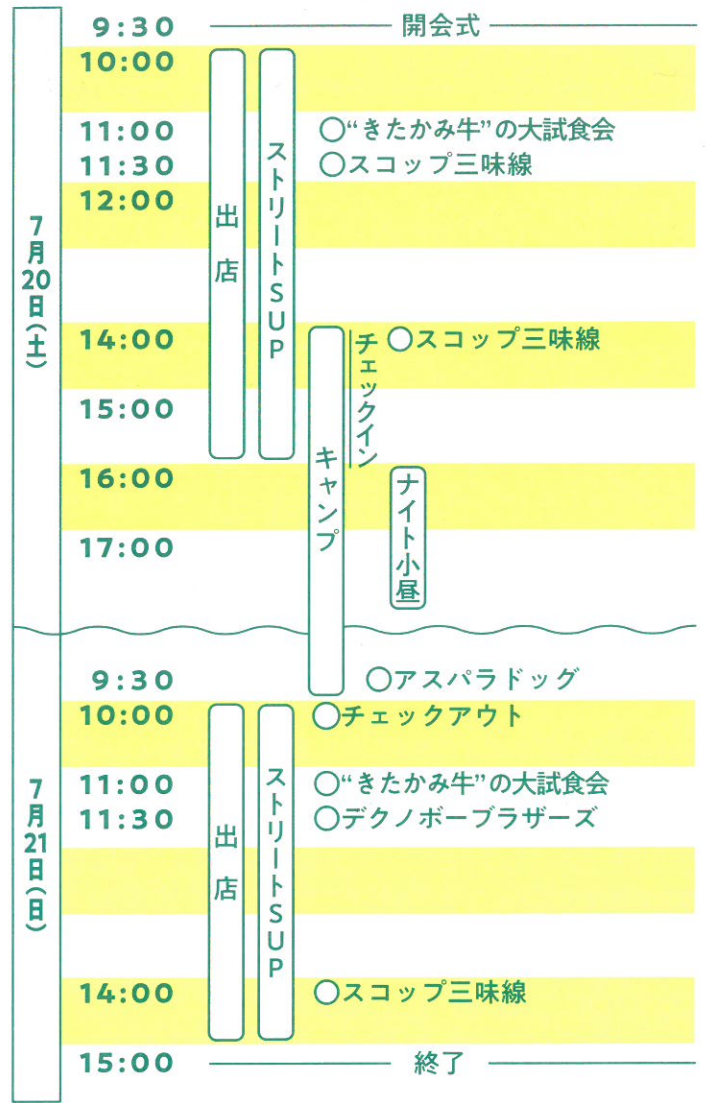 7月20日(土)
9:30 開会式
10:00
11:00 ○“きたかみ牛”の大試食会
11:30 ○スコップ三味線
12:00
出店
ストリートSUP
14:00 ○スコップ三味線
チェックイン
15:00
キャンプ
16:00
ナイト小昼
17:00
7月21日(日)
9:30 ○アスパラドッグ
10:00 ○チェックアウト
11:00 ○“きたかみ牛”の大試食会
11:30 ○デクノボーブラザーズ
出店
ストリートSUP
14:00 ○スコップ三味線
15:00 終了